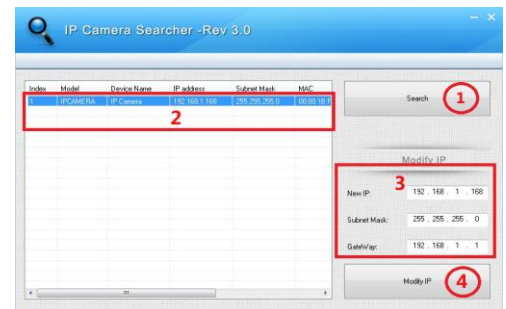 IP Camera Searcher -Rev 3.0
Index Model Device Name IP address Subnet Mask MAC
1 IPCAMERA IP Camera 192.168.1.168 255.255.255.0
2
Search 1
Modify IP
3
New IP: 192 . 168 . 1 . 168
Subnet Mask: 255 . 255 . 255 . 0
GateWay: 192 . 168 . 1 . 1
Modify IP 4